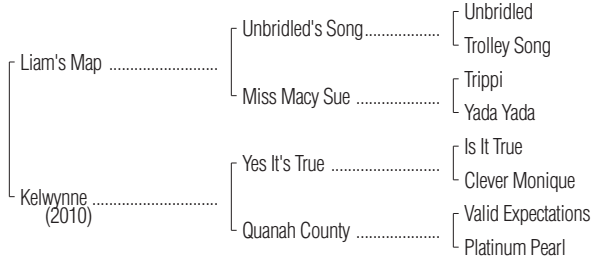 Unbridled
Unbridled's Song
Trolley Song
Liam's Map
Trippi
Miss Macy Sue
Yada Yada
Is It True
Yes It's True
Clever Monique
Kelwynne
(2010)
Valid Expectations
Quanah County
Platinum Pearl